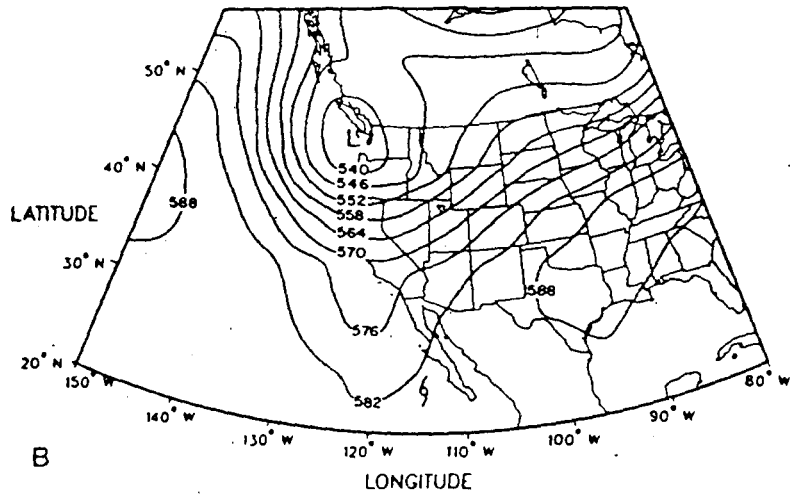 50° N
40° N
LATITUDE
30° N
20° N
150° W
140° W
130° W
120° W
110° W
100° W
90° W
80° W
LONGITUDE
B
L
540
546
552
558
564
570
576
582
588
588